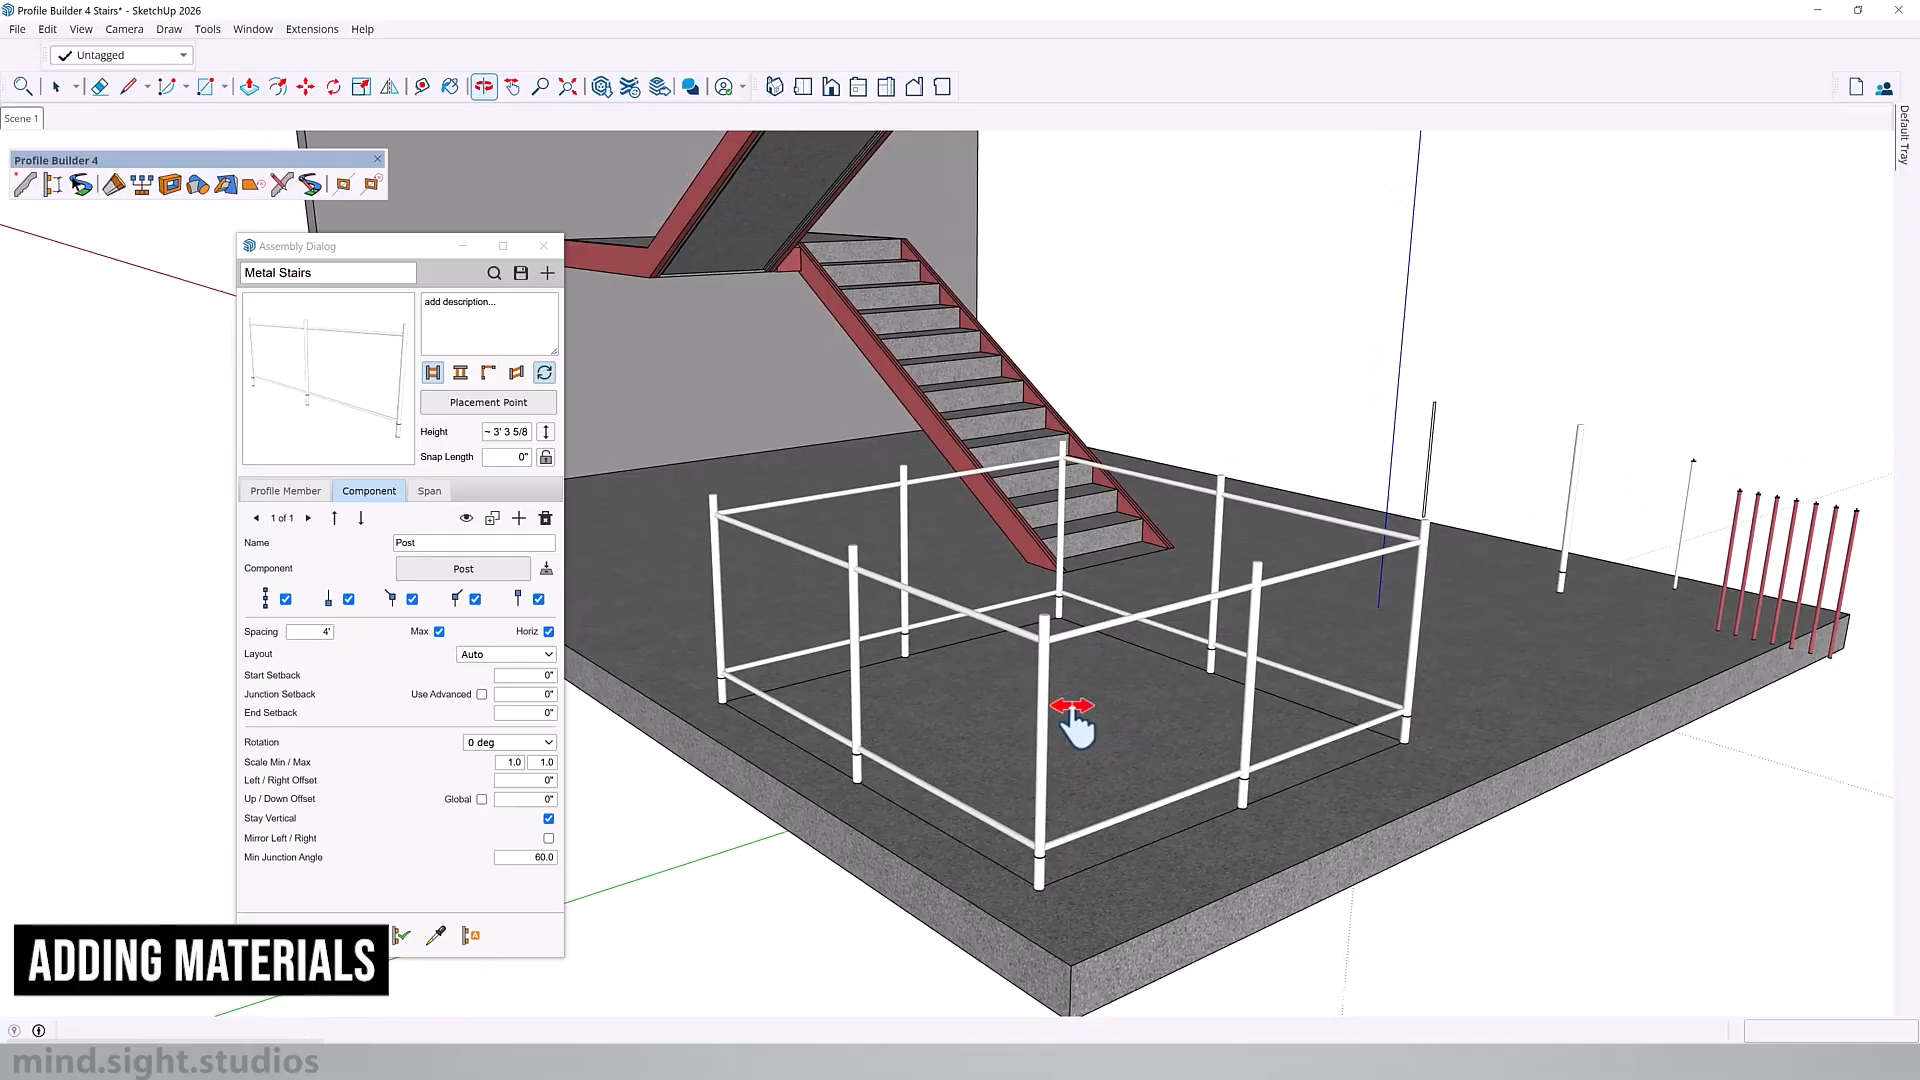 Profile Builder 4 Stairs* - SketchUp 2026
File Edit View Camera Draw Tools Window Extensions Help
Untagged
Scene 1
Default Tray
Profile Builder 4
Assembly Dialog
Metal Stairs
add description...
Placement Point
Height ~ 3' 3 5/8
Snap Length 0"
Profile Member Component Span
1 of 1
Name Post
Component Post
Spacing 4' Max Horiz
Layout Auto
Start Setback 0"
Junction Setback Use Advanced 0"
End Setback 0"
Rotation 0 deg
Scale Min / Max 1.0 1.0
Left / Right Offset 0"
Up / Down Offset Global 0"
Stay Vertical
Mirror Left / Right
Min Junction Angle 60.0
ADDING MATERIALS
mind.sight.studios